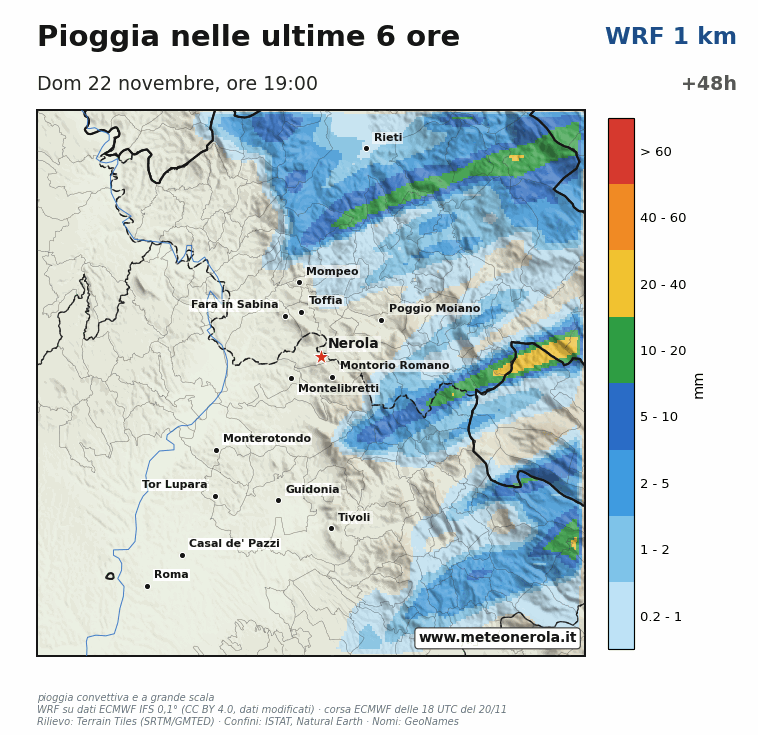 Pioggia nelle ultime 6 ore
WRF 1 km
Dom 22 novembre, ore 19:00
+48h
Rieti
Mompeo
Fara in Sabina
Toffia
Poggio Moiano
Nerola
Montorio Romano
Montelibretti
Monterotondo
Tor Lupara
Guidonia
Tivoli
Casal de' Pazzi
Roma
www.meteonerola.it
> 60
40 - 60
20 - 40
10 - 20
5 - 10
2 - 5
1 - 2
0.2 - 1
mm
pioggia convettiva e a grande scala
WRF su dati ECMWF IFS 0,1° (CC BY 4.0, dati modificati) · corsa ECMWF delle 18 UTC del 20/11
Rilievo: Terrain Tiles (SRTM/GMTED) · Confini: ISTAT, Natural Earth · Nomi: GeoNames